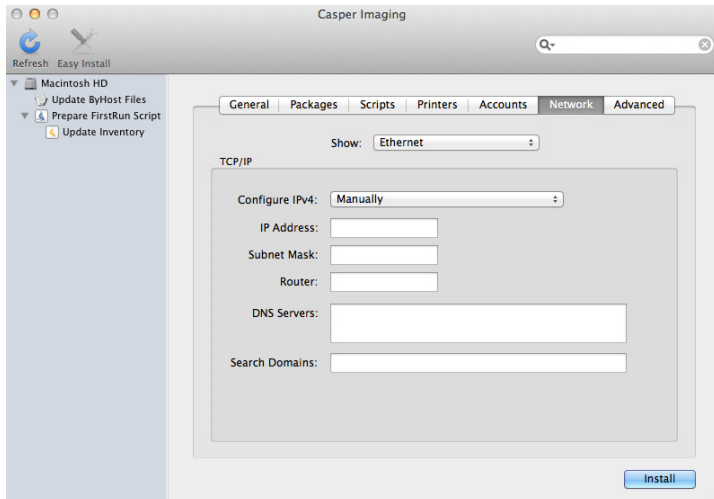 Casper Imaging
Refresh Easy Install
Macintosh HD
Update ByHost Files
Prepare FirstRun Script
Update Inventory
General Packages Scripts Printers Accounts Network Advanced
Show: Ethernet
TCP/IP
Configure IPv4: Manually
IP Address:
Subnet Mask:
Router:
DNS Servers:
Search Domains:
Install